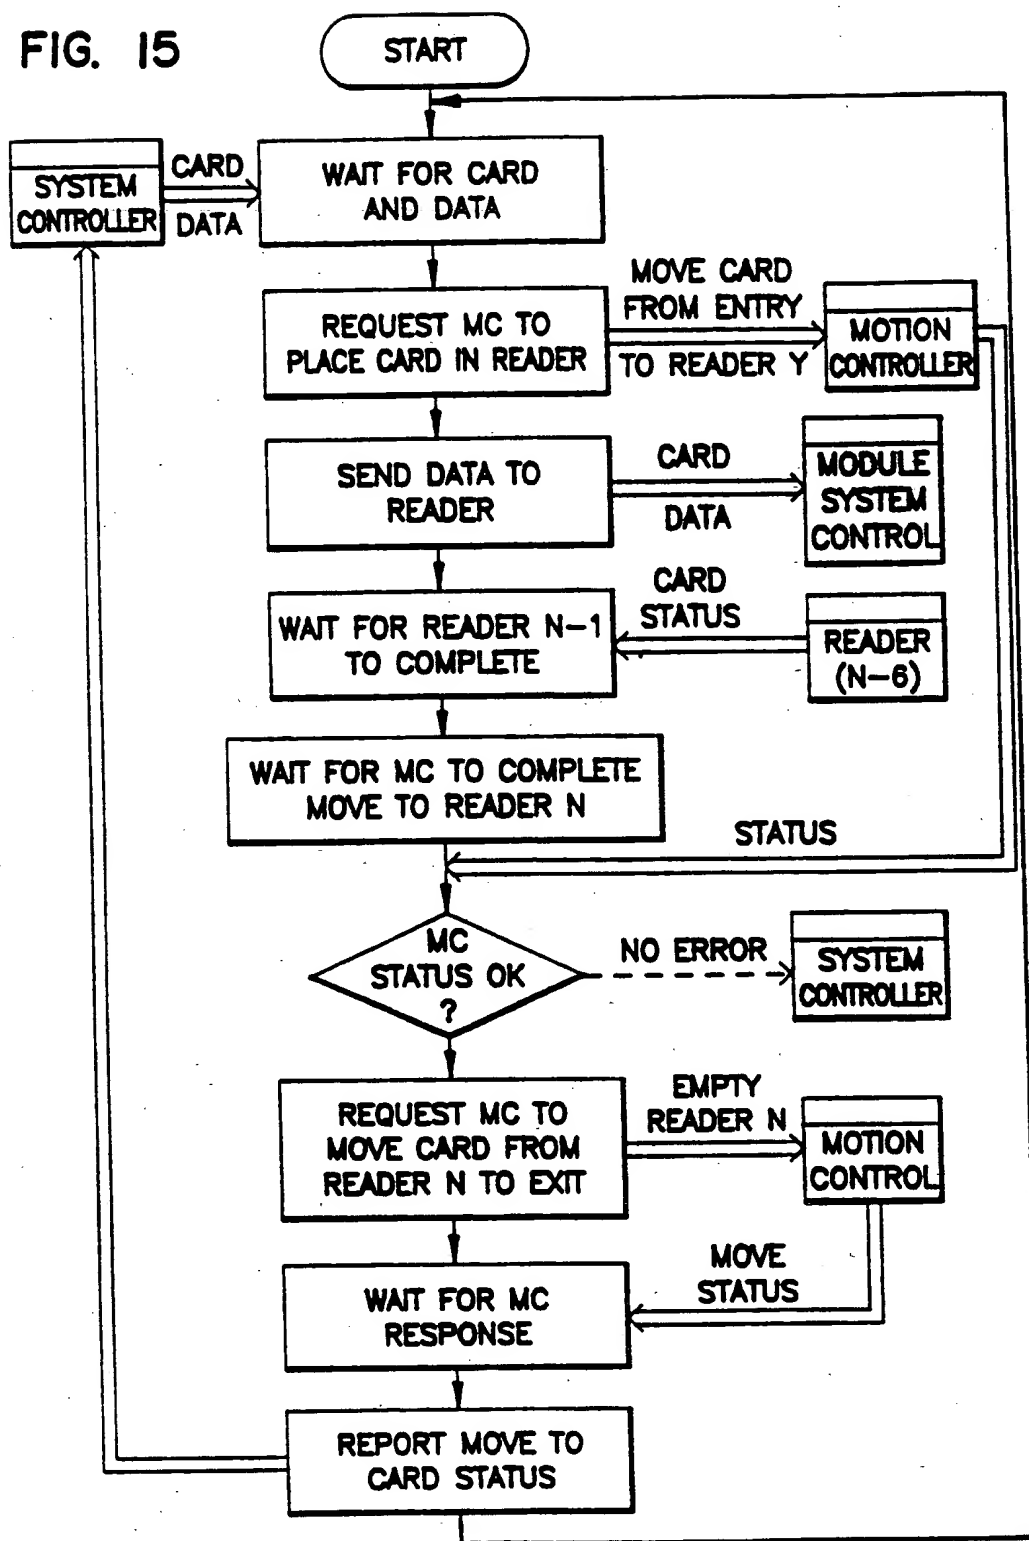 FIG. 15
START
SYSTEM
CONTROLLER
CARD
DATA
WAIT FOR CARD
AND DATA
REQUEST MC TO
PLACE CARD IN READER
MOVE CARD
FROM ENTRY
TO READER Y
MOTION
CONTROLLER
SEND DATA TO
READER
CARD
DATA
MODULE
SYSTEM
CONTROL
WAIT FOR READER N-1
TO COMPLETE
CARD
STATUS
READER
(N-6)
WAIT FOR MC TO COMPLETE
MOVE TO READER N
STATUS
MC
STATUS OK
?
NO ERROR
SYSTEM
CONTROLLER
REQUEST MC TO
MOVE CARD FROM
READER N TO EXIT
EMPTY
READER N
MOTION
CONTROL
MOVE
STATUS
WAIT FOR MC
RESPONSE
REPORT MOVE TO
CARD STATUS